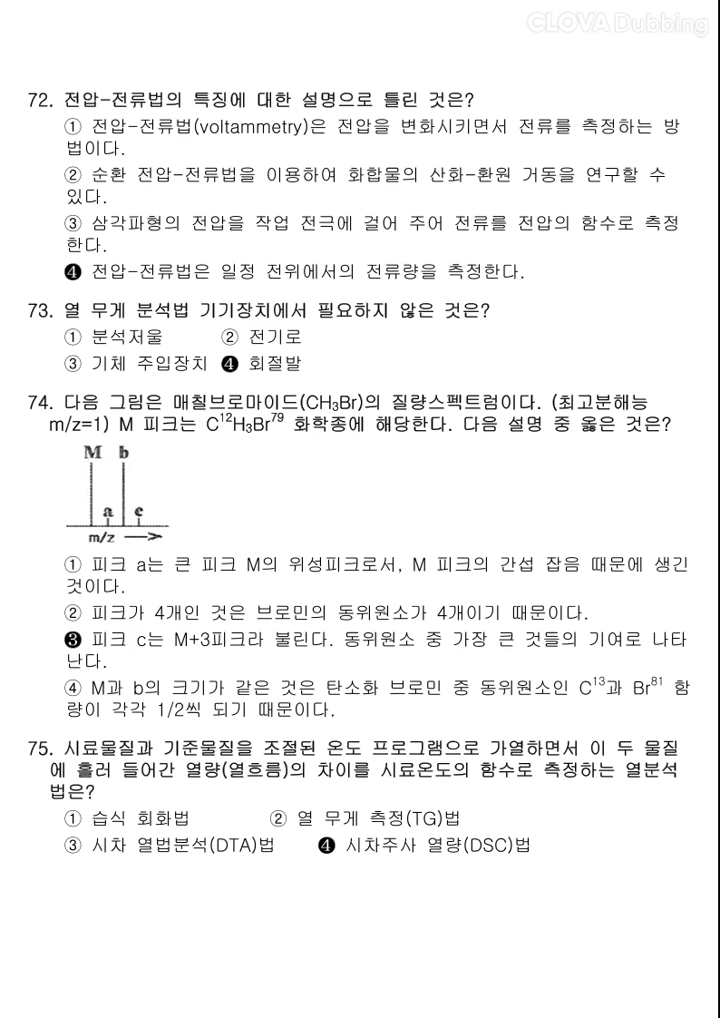 CLOVA Dubbing
72. 전압-전류법의 특징에 대한 설명으로 틀린 것은?
① 전압-전류법(voltammetry)은 전압을 변화시키면서 전류를 측정하는 방
법이다.
② 순환 전압-전류법을 이용하여 화합물의 산화-환원 거동을 연구할 수
있다.
③ 삼각파형의 전압을 작업 전극에 걸어 주어 전류를 전압의 함수로 측정
한다.
❹ 전압-전류법은 일정 전위에서의 전류량을 측정한다.
73. 열 무게 분석법 기기장치에서 필요하지 않은 것은?
① 분석저울 ② 전기로
③ 기체 주입장치 ❹ 회절발
74. 다음 그림은 매칠브로마이드(CH₃Br)의 질량스펙트럼이다. (최고분해능
m/z=1) M 피크는 C¹²H₃Br⁷⁹ 화학종에 해당한다. 다음 설명 중 옳은 것은?
M b
a c
m/z
① 피크 a는 큰 피크 M의 위성피크로서, M 피크의 간섭 잡음 때문에 생긴
것이다.
② 피크가 4개인 것은 브로민의 동위원소가 4개이기 때문이다.
❸ 피크 c는 M+3피크라 불린다. 동위원소 중 가장 큰 것들의 기여로 나타
난다.
④ M과 b의 크기가 같은 것은 탄소화 브로민 중 동위원소인 C¹³과 Br⁸¹ 함
량이 각각 1/2씩 되기 때문이다.
75. 시료물질과 기준물질을 조절된 온도 프로그램으로 가열하면서 이 두 물질
에 흘러 들어간 열량(열흐름)의 차이를 시료온도의 함수로 측정하는 열분석
법은?
① 습식 회화법 ② 열 무게 측정(TG)법
③ 시차 열법분석(DTA)법 ❹ 시차주사 열량(DSC)법